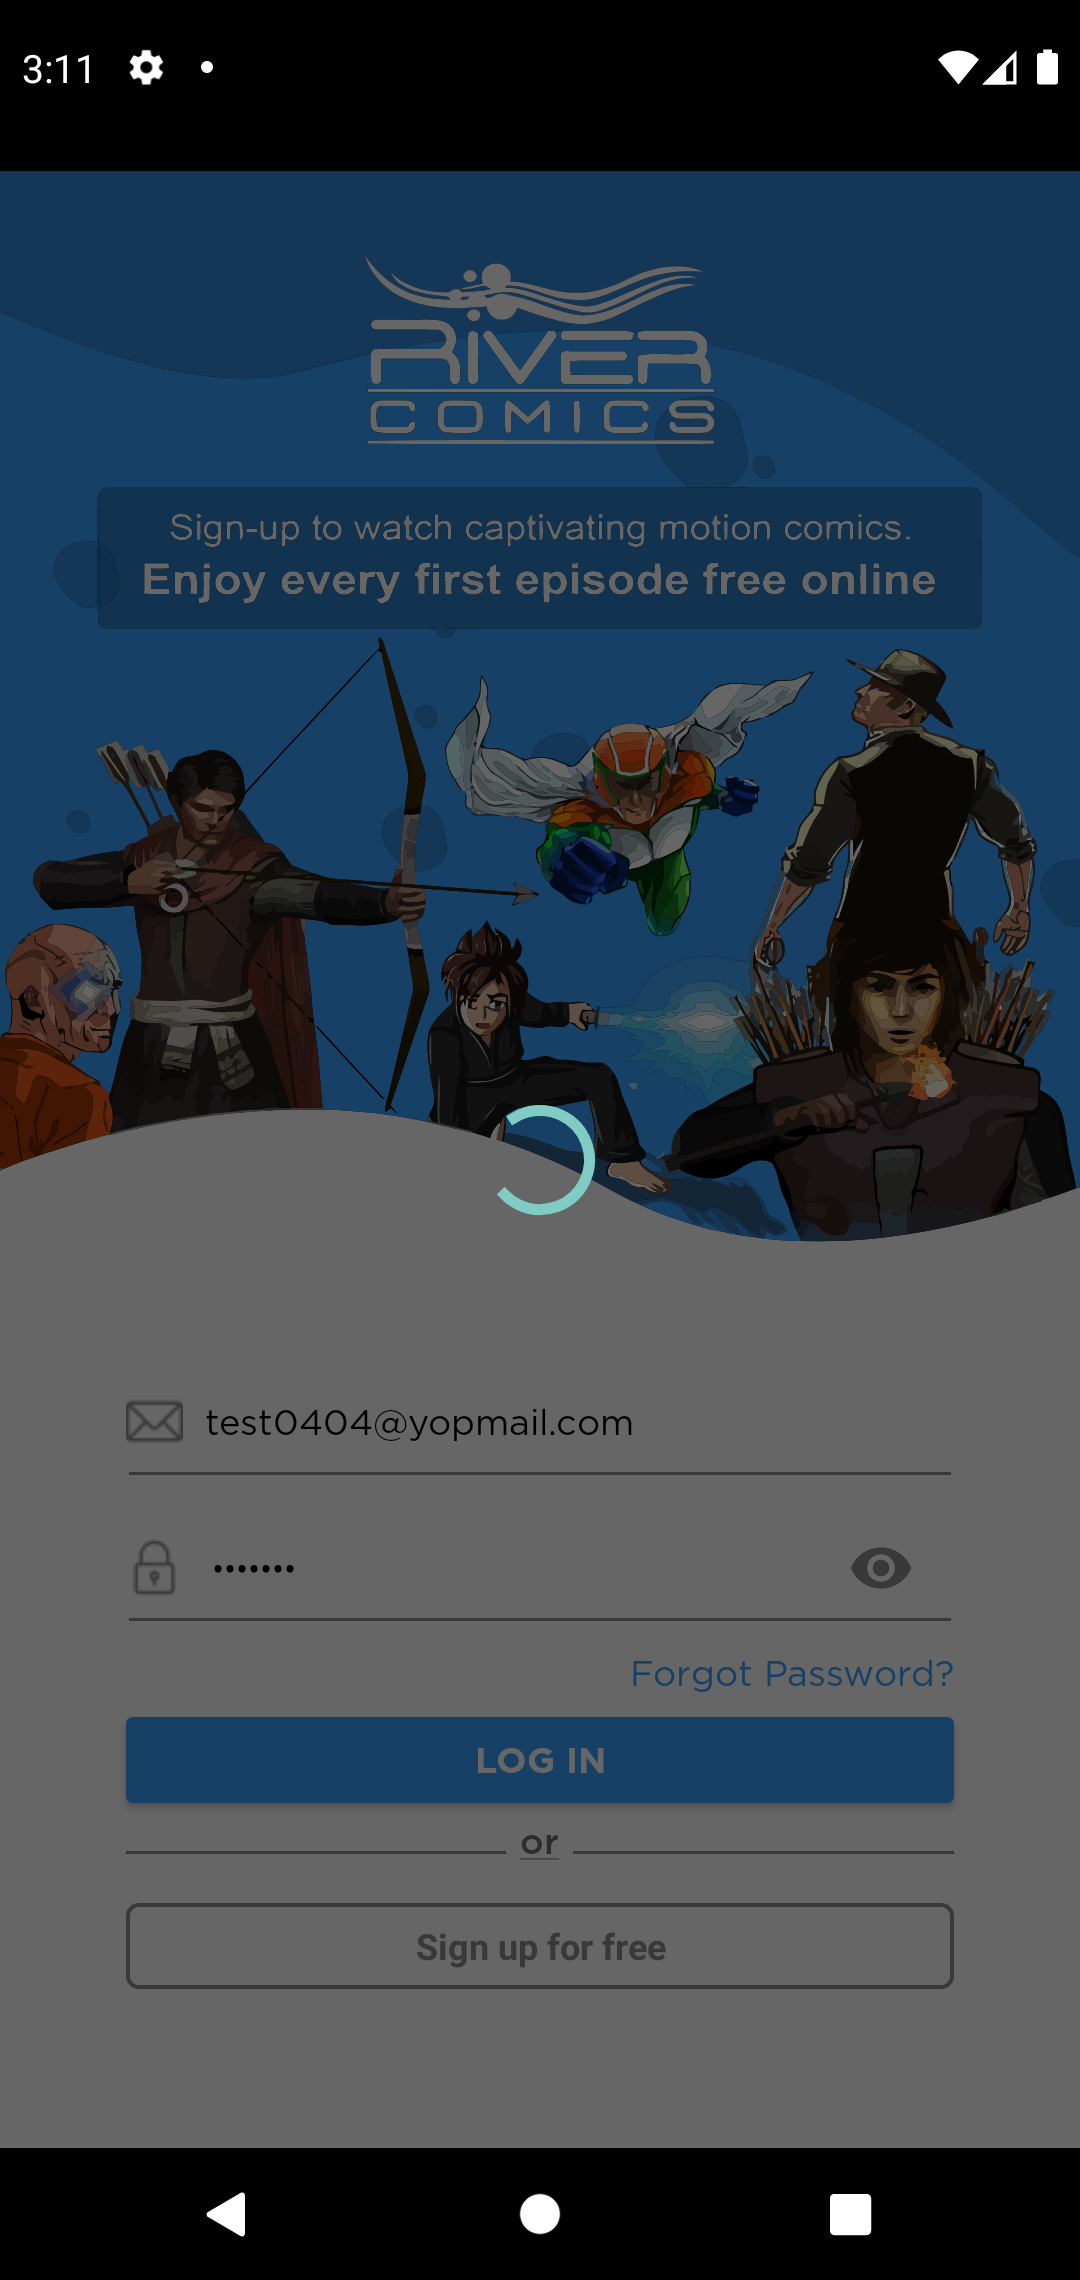 3:11
RIVER
COMICS
Sign-up to watch captivating motion comics.
Enjoy every first episode free online
test0404@yopmail.com
•••••••
Forgot Password?
LOG IN
or
Sign up for free